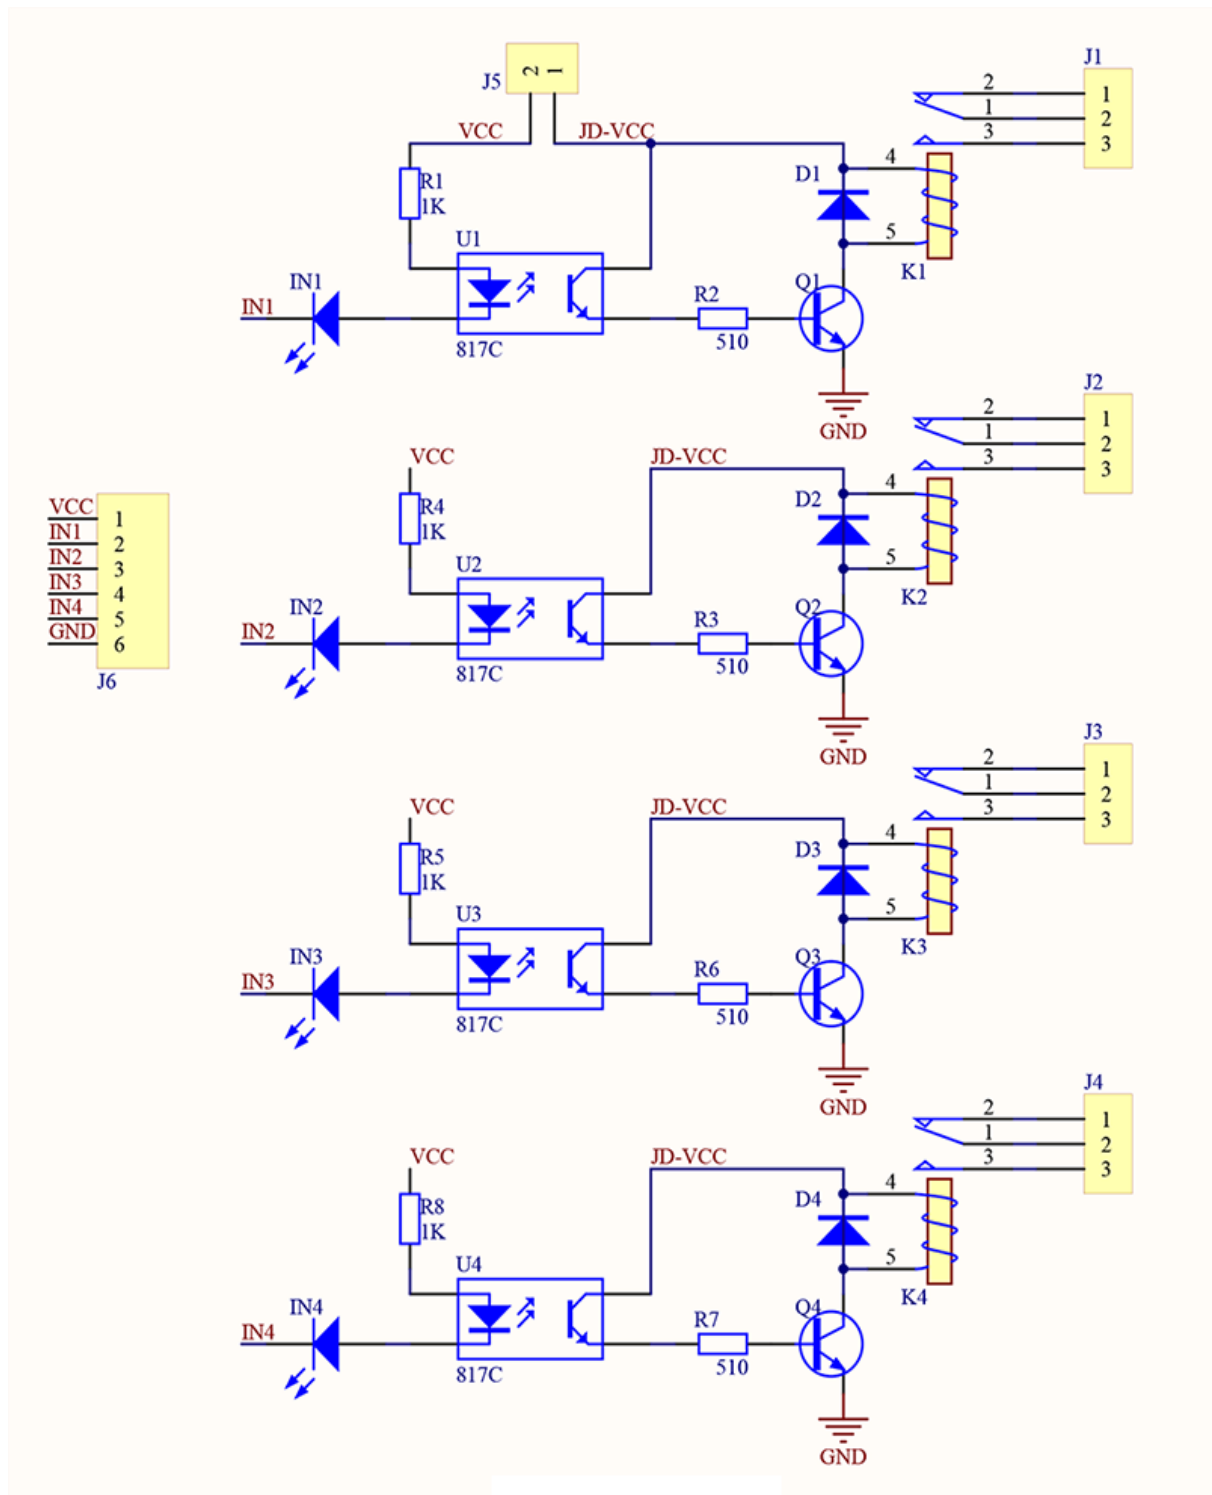 J5
2 1
VCC
JD-VCC
R1
1K
U1
817C
IN1
IN1
R2
510
D1
Q1
GND
4
5
K1
2
1
3
J1
1
2
3
VCC
R4
1K
U2
817C
IN2
IN2
JD-VCC
R3
510
D2
Q2
GND
4
5
K2
2
1
3
J2
1
2
3
VCC 1
IN1 2
IN2 3
IN3 4
IN4 5
GND 6
J6
VCC
R5
1K
U3
817C
IN3
IN3
JD-VCC
R6
510
D3
Q3
GND
4
5
K3
2
1
3
J3
1
2
3
VCC
R8
1K
U4
817C
IN4
IN4
JD-VCC
R7
510
D4
Q4
GND
4
5
K4
2
1
3
J4
1
2
3